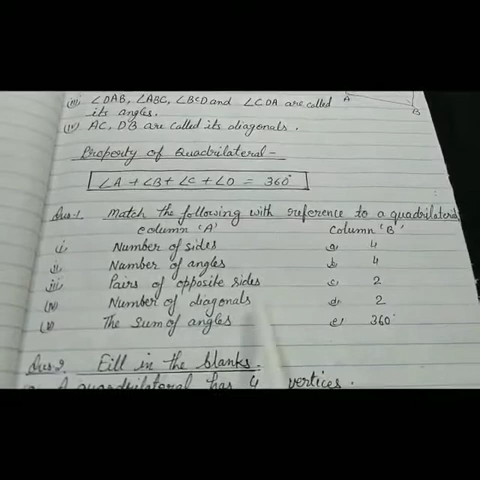 A
(iii) ∠DAB, ∠ABC, ∠BCD and ∠CDA are called
B
its angles.
(iv) AC, DB are called its diagonals.
Property of Quadrilateral-
∠A + ∠B + ∠C + ∠D = 360°
Ques.1 Match the following with reference to a quadrilateral
column 'A' column 'B'
i, Number of sides a, 4
ii, Number of angles b, 4
iii, Pairs of opposite sides c, 2
(iv) Number of diagonals d, 2
(v) The sum of angles e, 360°
Ques.2 Fill in the blanks.
A quadrilateral has 4 vertices.